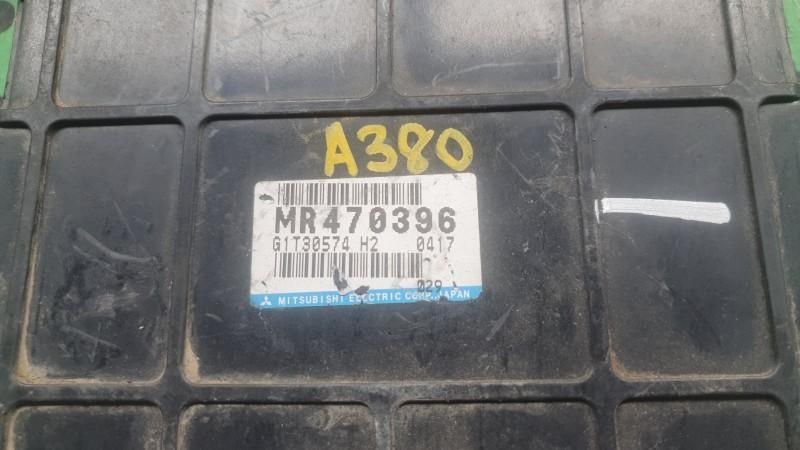 A380
MR470396
G1T30574 H2 0417
029
MITSUBISHI ELECTRIC CORP. JAPAN